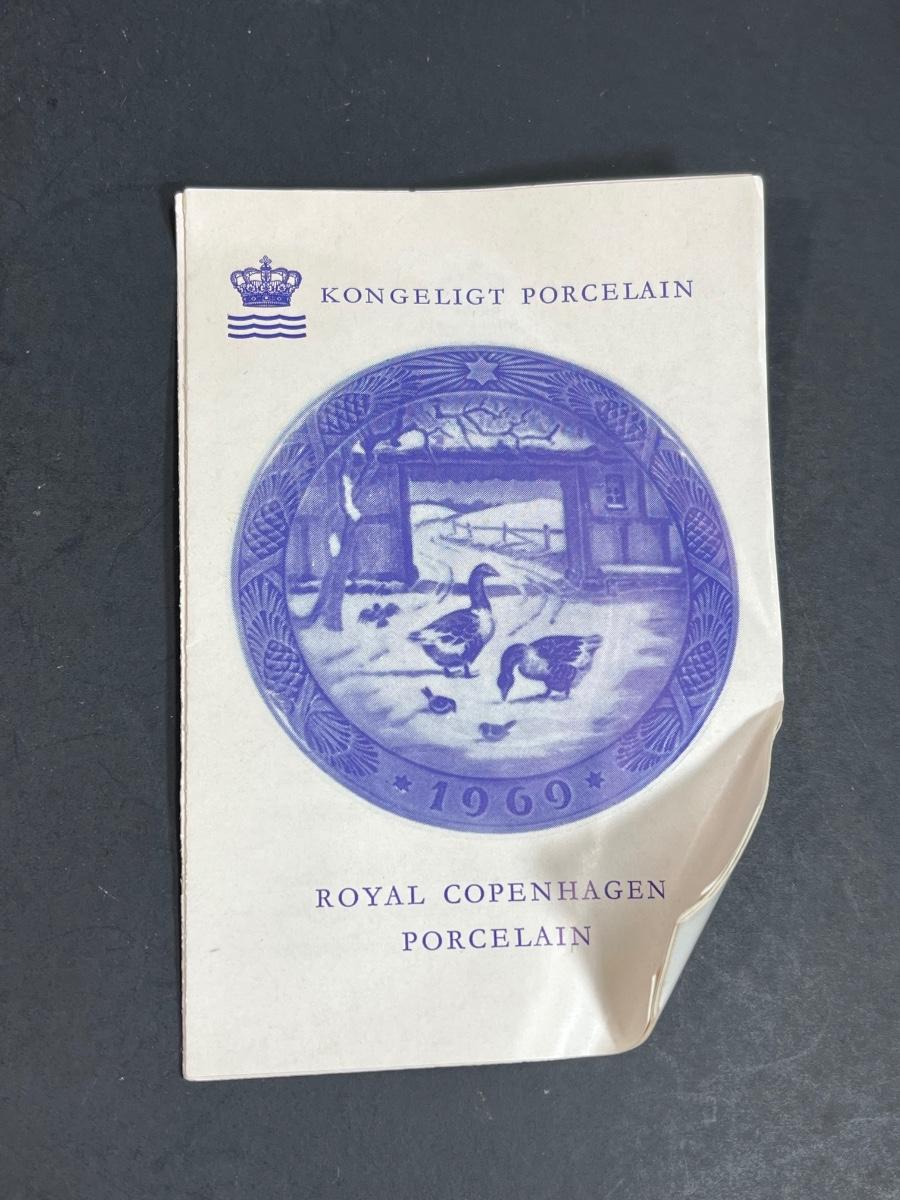 KONGELIGT PORCELAIN
1969
ROYAL COPENHAGEN
PORCELAIN